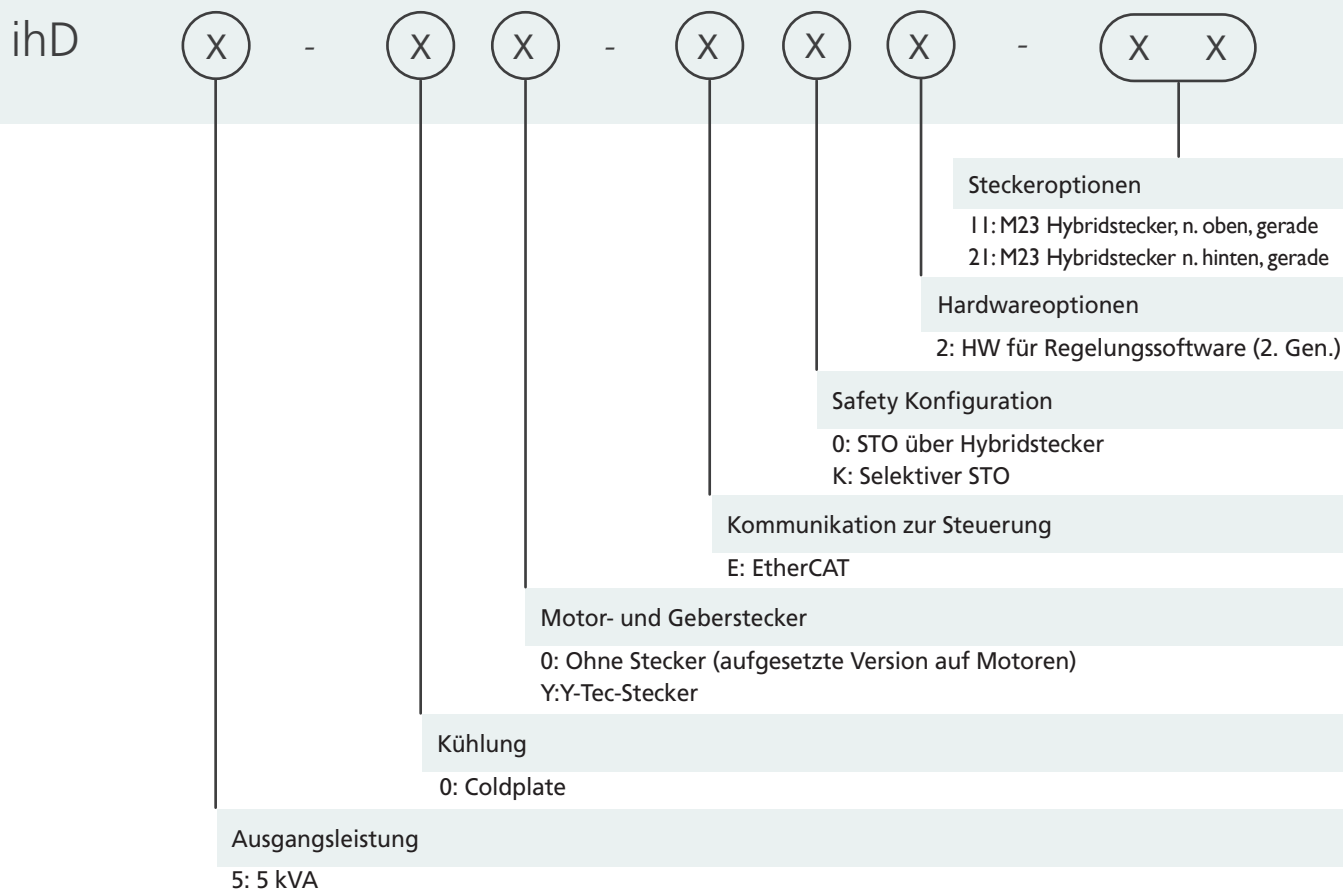 ihD X - X X - X X X - X X
Steckeroptionen
11: M23 Hybridstecker, n. oben, gerade
21: M23 Hybridstecker n. hinten, gerade
Hardwareoptionen
2: HW für Regelungssoftware (2. Gen.)
Safety Konfiguration
0: STO über Hybridstecker
K: Selektiver STO
Kommunikation zur Steuerung
E: EtherCAT
Motor- und Geberstecker
0: Ohne Stecker (aufgesetzte Version auf Motoren)
Y:Y-Tec-Stecker
Kühlung
0: Coldplate
Ausgangsleistung
5: 5 kVA